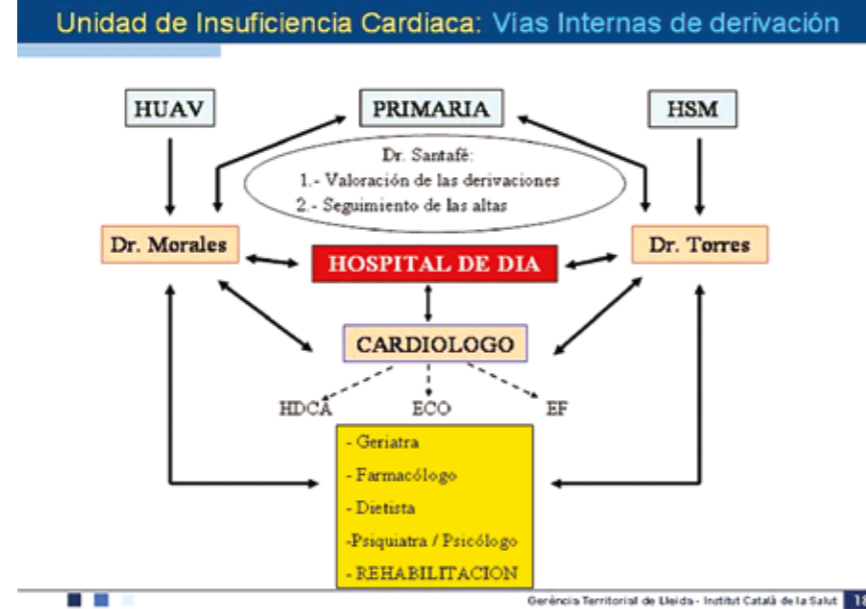 Unidad de Insuficiencia Cardiaca: Vías Internas de derivación
HUAV
PRIMARIA
HSM
Dr. Santafé:
1.- Valoración de las derivaciones
2.- Seguimiento de las altas
Dr. Morales
HOSPITAL DE DIA
Dr. Torres
CARDIOLOGO
HDCA
ECO
EF
- Geriatra
- Farmacólogo
- Dietista
-Psiquiatra / Psicólogo
- REHABILITACION
Gerència Territorial de Lleida - Institut Català de la Salut